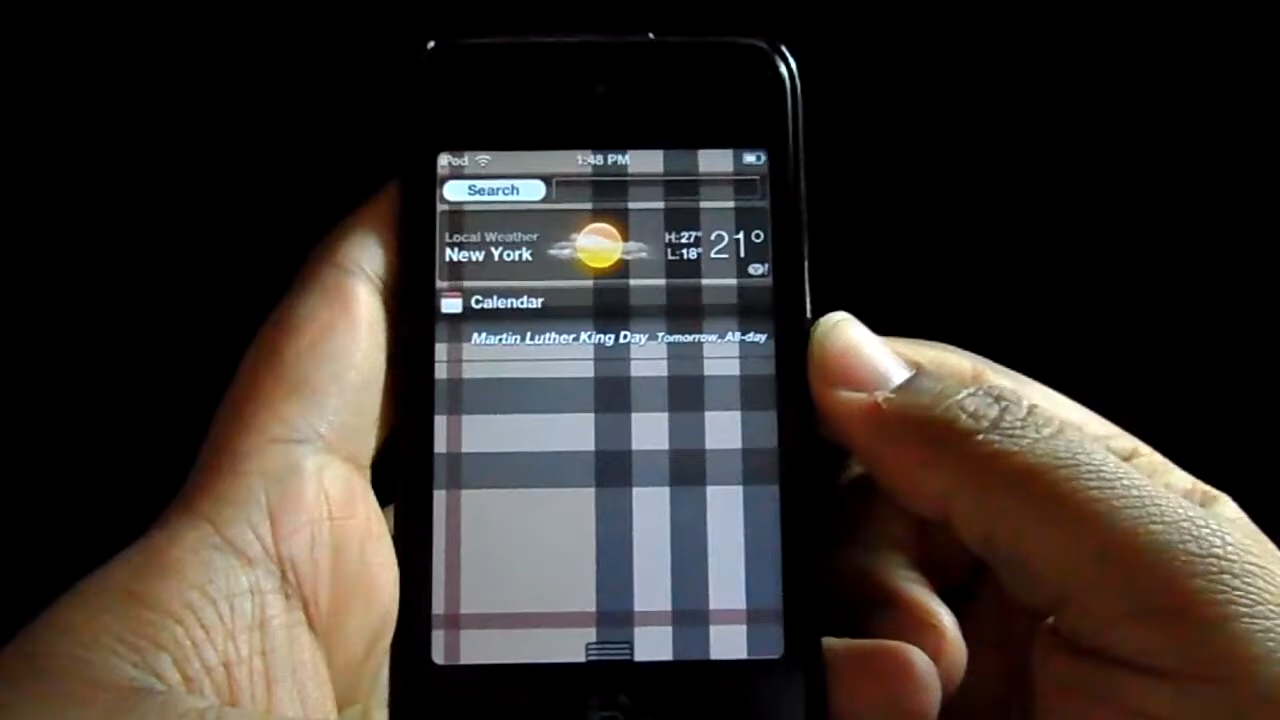 iPod 1:48 PM
Search
Local Weather
New York
H:27°
L:18°
21°
Y!
Calendar
Martin Luther King Day Tomorrow, All-day